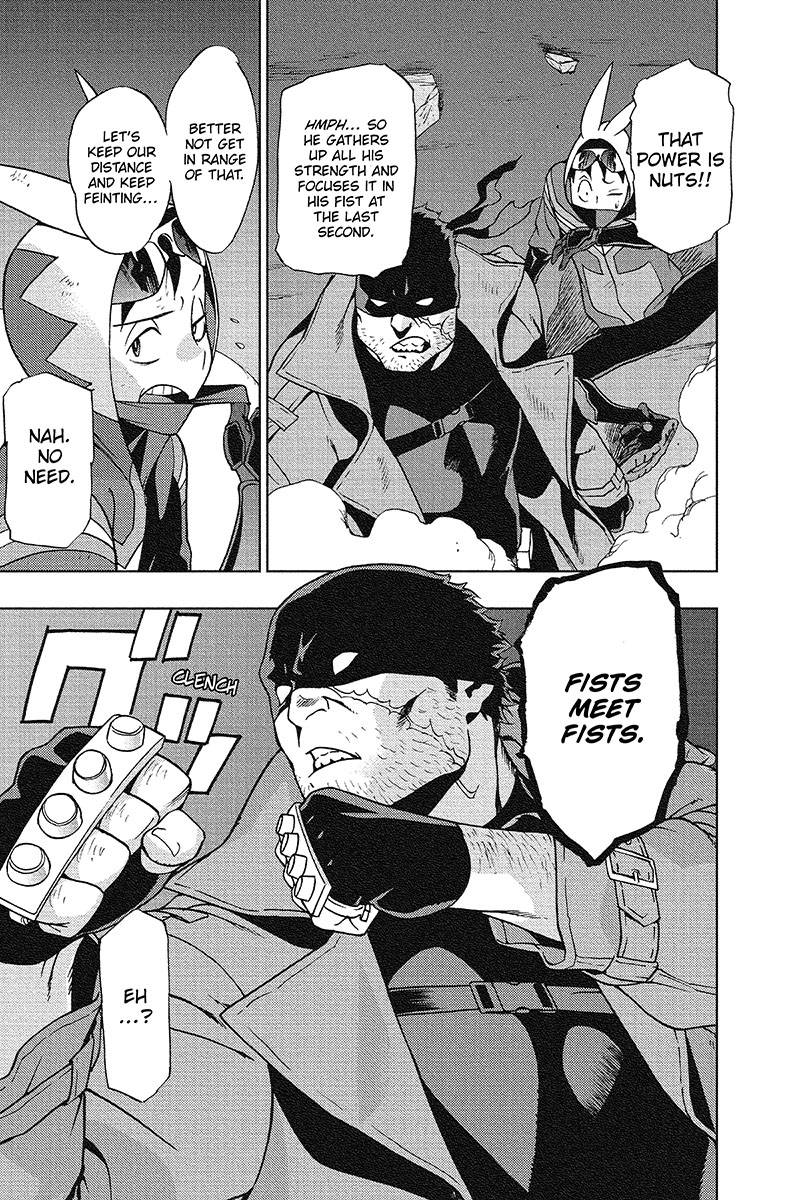 THAT
POWER IS
NUTS!!
HMPH... SO
HE GATHERS
UP ALL HIS
STRENGTH AND
FOCUSES IT IN
HIS FIST AT
THE LAST
SECOND.
BETTER
NOT GET
IN RANGE
OF THAT.
LET'S
KEEP OUR
DISTANCE
AND KEEP
FEINTING...
NAH.
NO
NEED.
FISTS
MEET
FISTS.
グッ
CLENCH
EH
...?